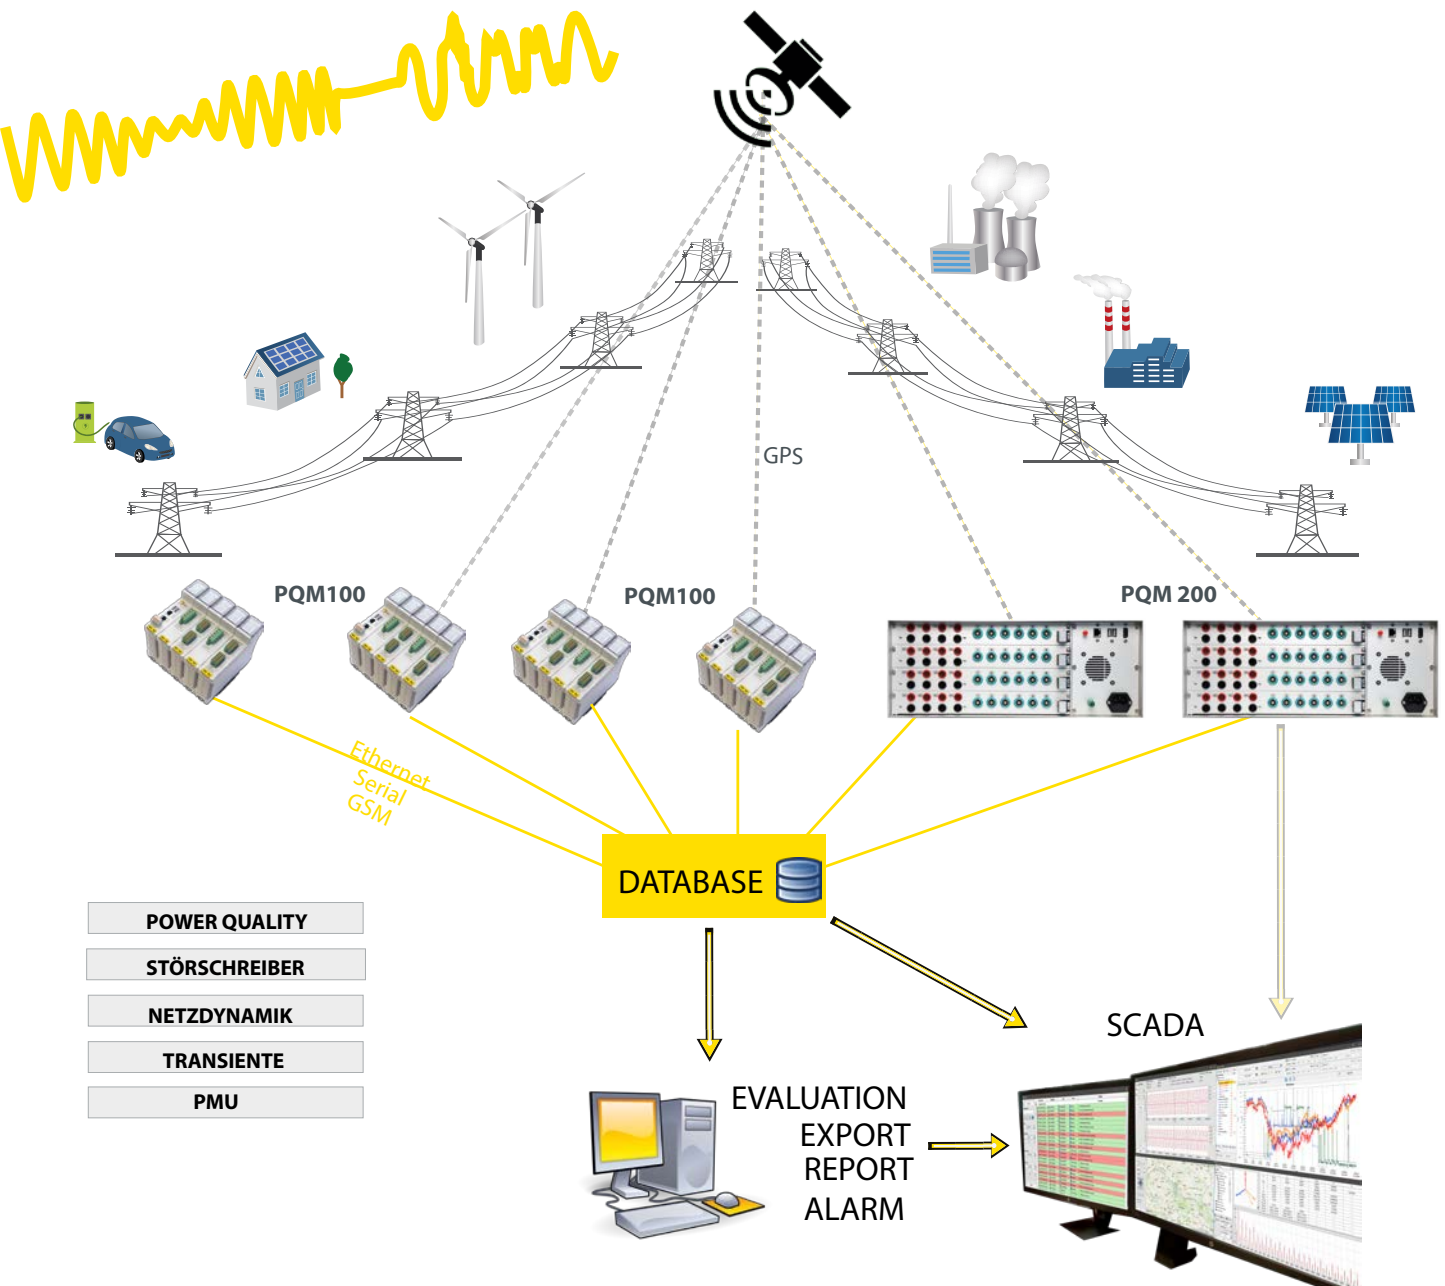 GPS
PQM100
PQM100
PQM 200
Ethernet
Serial
GSM
DATABASE
POWER QUALITY
STÖRSCHREIBER
NETZDYNAMIK
TRANSIENTE
PMU
SCADA
EVALUATION
EXPORT
REPORT
ALARM